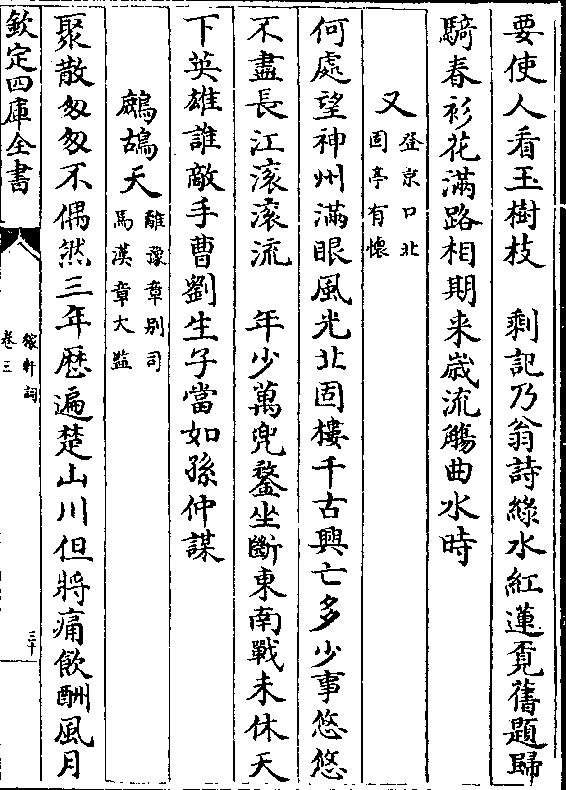 要使人看玉樹枝　剩記乃翁詩綠水紅蓮覔舊題歸
騎春衫花滿路相期来嵗流觴曲水時
又登京口北
固亭有懐
何處望神州滿眼風光北固樓千古興亡多少事悠悠
不盡長江滚滚流　年少萬兜鍪坐斷東南戰未休天
下英雄誰敵手曹劉生子當如孫仲謀
鷓鴣天離豫章别司
馬漢章大監
聚散匆匆不偶然三年厯遍楚山川但將痛飲酬風月
欽定四庫全書
稼軒詞
卷三
三十